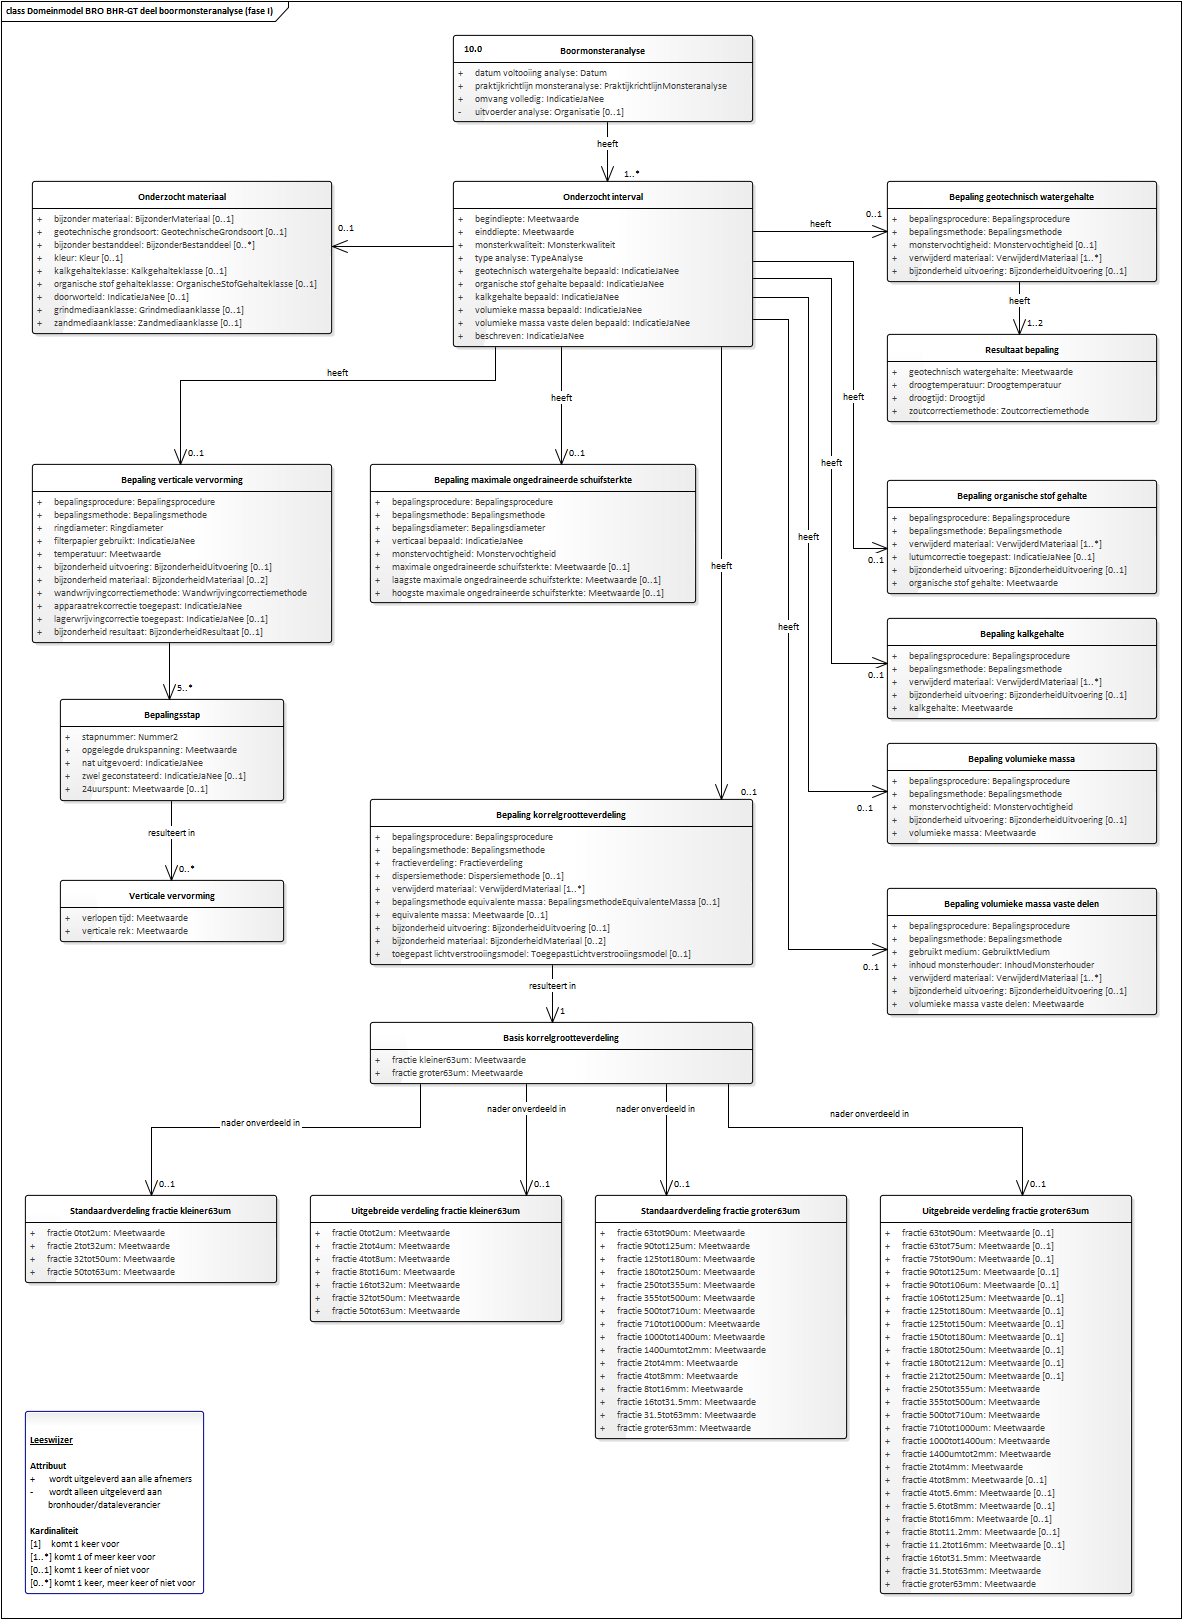 class Domeinmodel BRO BHR-GT deel boormonsteranalyse (fase I)
10.0
Boormonsteranalyse
+ datum voltooiing analyse: Datum
+ praktijkrichtlijn monsteranalyse: PraktijkrichtlijnMonsteranalyse
+ omvang volledig: IndicatieJaNee
- uitvoerder analyse: Organisatie [0..1]
heeft
1..*
Onderzocht materiaal
+ bijzonder materiaal: BijzonderMateriaal [0..1]
+ geotechnische grondsoort: GeotechnischeGrondsoort [0..1]
+ bijzonder bestanddeel: BijzonderBestanddeel [0..*]
+ kleur: Kleur [0..1]
+ kalkgehalteklasse: Kalkgehalteklasse [0..1]
+ organische stof gehalteklasse: OrganischeStofGehalteklasse [0..1]
+ doorworteld: IndicatieJaNee [0..1]
+ grindmediaanklasse: Grindmediaanklasse [0..1]
+ zandmediaanklasse: Zandmediaanklasse [0..1]
0..1
Onderzocht interval
+ begindiepte: Meetwaarde
+ einddiepte: Meetwaarde
+ monsterkwaliteit: Monsterkwaliteit
+ type analyse: TypeAnalyse
+ geotechnisch watergehalte bepaald: IndicatieJaNee
+ organische stof gehalte bepaald: IndicatieJaNee
+ kalkgehalte bepaald: IndicatieJaNee
+ volumieke massa bepaald: IndicatieJaNee
+ volumieke massa vaste delen bepaald: IndicatieJaNee
+ beschreven: IndicatieJaNee
heeft
0..1
Bepaling geotechnisch watergehalte
+ bepalingsprocedure: Bepalingsprocedure
+ bepalingsmethode: Bepalingsmethode
+ monstervochtigheid: Monstervochtigheid [0..1]
+ verwijderd materiaal: VerwijderdMateriaal [1..*]
+ bijzonderheid uitvoering: BijzonderheidUitvoering [0..1]
heeft
1..2
Resultaat bepaling
+ geotechnisch watergehalte: Meetwaarde
+ droogtemperatuur: Droogtemperatuur
+ droogtijd: Droogtijd
+ zoutcorrectiemethode: Zoutcorrectiemethode
heeft
0..1
Bepaling verticale vervorming
+ bepalingsprocedure: Bepalingsprocedure
+ bepalingsmethode: Bepalingsmethode
+ ringdiameter: Ringdiameter
+ filterpapier gebruikt: IndicatieJaNee
+ temperatuur: Meetwaarde
+ bijzonderheid uitvoering: BijzonderheidUitvoering [0..1]
+ bijzonderheid materiaal: BijzonderheidMateriaal [0..2]
+ wandwrijvingcorrectiemethode: Wandwrijvingcorrectiemethode
+ apparaatrekcorrectie toegepast: IndicatieJaNee
+ lagerwrijvingcorrectie toegepast: IndicatieJaNee [0..1]
+ bijzonderheid resultaat: BijzonderheidResultaat [0..1]
heeft
0..1
Bepaling maximale ongedraineerde schuifsterkte
+ bepalingsprocedure: Bepalingsprocedure
+ bepalingsmethode: Bepalingsmethode
+ bepalingsdiameter: Bepalingsdiameter
+ verticaal bepaald: IndicatieJaNee
+ monstervochtigheid: Monstervochtigheid
+ maximale ongedraineerde schuifsterkte: Meetwaarde [0..1]
+ laagste maximale ongedraineerde schuifsterkte: Meetwaarde [0..1]
+ hoogste maximale ongedraineerde schuifsterkte: Meetwaarde [0..1]
heeft
0..1
Bepaling organische stof gehalte
+ bepalingsprocedure: Bepalingsprocedure
+ bepalingsmethode: Bepalingsmethode
+ verwijderd materiaal: VerwijderdMateriaal [1..*]
+ lutumcorrectie toegepast: IndicatieJaNee [0..1]
+ bijzonderheid uitvoering: BijzonderheidUitvoering [0..1]
+ organische stof gehalte: Meetwaarde
heeft
0..1
Bepaling kalkgehalte
+ bepalingsprocedure: Bepalingsprocedure
+ bepalingsmethode: Bepalingsmethode
+ verwijderd materiaal: VerwijderdMateriaal [1..*]
+ bijzonderheid uitvoering: BijzonderheidUitvoering [0..1]
+ kalkgehalte: Meetwaarde
heeft
0..1
Bepaling volumieke massa
+ bepalingsprocedure: Bepalingsprocedure
+ bepalingsmethode: Bepalingsmethode
+ monstervochtigheid: Monstervochtigheid
+ bijzonderheid uitvoering: BijzonderheidUitvoering [0..1]
+ volumieke massa: Meetwaarde
heeft
0..1
Bepaling volumieke massa vaste delen
+ bepalingsprocedure: Bepalingsprocedure
+ bepalingsmethode: Bepalingsmethode
+ gebruikt medium: GebruiktMedium
+ inhoud monsterhouder: InhoudMonsterhouder
+ verwijderd materiaal: VerwijderdMateriaal [1..*]
+ bijzonderheid uitvoering: BijzonderheidUitvoering [0..1]
+ volumieke massa vaste delen: Meetwaarde
5..*
Bepalingsstap
+ stapnummer: Nummer2
+ opgelegde drukspanning: Meetwaarde
+ nat uitgevoerd: IndicatieJaNee
+ zwel geconstateerd: IndicatieJaNee [0..1]
+ 24uurspunt: Meetwaarde [0..1]
resulteert in
0..*
Verticale vervorming
+ verlopen tijd: Meetwaarde
+ verticale rek: Meetwaarde
heeft
0..1
Bepaling korrelgrootteverdeling
+ bepalingsprocedure: Bepalingsprocedure
+ bepalingsmethode: Bepalingsmethode
+ fractieverdeling: Fractieverdeling
+ dispersiemethode: Dispersiemethode [0..1]
+ verwijderd materiaal: VerwijderdMateriaal [1..*]
+ bepalingsmethode equivalente massa: BepalingsmethodeEquivalenteMassa [0..1]
+ equivalente massa: Meetwaarde [0..1]
+ bijzonderheid uitvoering: BijzonderheidUitvoering [0..1]
+ bijzonderheid materiaal: BijzonderheidMateriaal [0..2]
+ toegepast lichtverstrooiingsmodel: ToegepastLichtverstrooiingsmodel [0..1]
resulteert in
1
Basis korrelgrootteverdeling
+ fractie kleiner63um: Meetwaarde
+ fractie groter63um: Meetwaarde
nader onverdeeld in
nader onverdeeld in
nader onverdeeld in
nader onverdeeld in
0..1
0..1
0..1
0..1
Standaardverdeling fractie kleiner63um
+ fractie 0tot2um: Meetwaarde
+ fractie 2tot32um: Meetwaarde
+ fractie 32tot50um: Meetwaarde
+ fractie 50tot63um: Meetwaarde
Uitgebreide verdeling fractie kleiner63um
+ fractie 0tot2um: Meetwaarde
+ fractie 2tot4um: Meetwaarde
+ fractie 4tot8um: Meetwaarde
+ fractie 8tot16um: Meetwaarde
+ fractie 16tot32um: Meetwaarde
+ fractie 32tot50um: Meetwaarde
+ fractie 50tot63um: Meetwaarde
Standaardverdeling fractie groter63um
+ fractie 63tot90um: Meetwaarde
+ fractie 90tot125um: Meetwaarde
+ fractie 125tot180um: Meetwaarde
+ fractie 180tot250um: Meetwaarde
+ fractie 250tot355um: Meetwaarde
+ fractie 355tot500um: Meetwaarde
+ fractie 500tot710um: Meetwaarde
+ fractie 710tot1000um: Meetwaarde
+ fractie 1000tot1400um: Meetwaarde
+ fractie 1400umtot2mm: Meetwaarde
+ fractie 2tot4mm: Meetwaarde
+ fractie 4tot8mm: Meetwaarde
+ fractie 8tot16mm: Meetwaarde
+ fractie 16tot31.5mm: Meetwaarde
+ fractie 31.5tot63mm: Meetwaarde
+ fractie groter63mm: Meetwaarde
Uitgebreide verdeling fractie groter63um
+ fractie 63tot90um: Meetwaarde [0..1]
+ fractie 63tot75um: Meetwaarde [0..1]
+ fractie 75tot90um: Meetwaarde [0..1]
+ fractie 90tot125um: Meetwaarde [0..1]
+ fractie 90tot106um: Meetwaarde [0..1]
+ fractie 106tot125um: Meetwaarde [0..1]
+ fractie 125tot180um: Meetwaarde [0..1]
+ fractie 125tot150um: Meetwaarde [0..1]
+ fractie 150tot180um: Meetwaarde [0..1]
+ fractie 180tot250um: Meetwaarde [0..1]
+ fractie 180tot212um: Meetwaarde [0..1]
+ fractie 212tot250um: Meetwaarde [0..1]
+ fractie 250tot355um: Meetwaarde
+ fractie 355tot500um: Meetwaarde
+ fractie 500tot710um: Meetwaarde
+ fractie 710tot1000um: Meetwaarde
+ fractie 1000tot1400um: Meetwaarde
+ fractie 1400umtot2mm: Meetwaarde
+ fractie 2tot4mm: Meetwaarde
+ fractie 4tot8mm: Meetwaarde [0..1]
+ fractie 4tot5.6mm: Meetwaarde [0..1]
+ fractie 5.6tot8mm: Meetwaarde [0..1]
+ fractie 8tot16mm: Meetwaarde [0..1]
+ fractie 8tot11.2mm: Meetwaarde [0..1]
+ fractie 11.2tot16mm: Meetwaarde [0..1]
+ fractie 16tot31.5mm: Meetwaarde
+ fractie 31.5tot63mm: Meetwaarde
+ fractie groter63mm: Meetwaarde
Leeswijzer
Attribuut
+ wordt uitgeleverd aan alle afnemers
- wordt alleen uitgeleverd aan
bronhouder/dataleverancier
Kardinaliteit
[1] komt 1 keer voor
[1..*] komt 1 of meer keer voor
[0..1] komt 1 keer of niet voor
[0..*] komt 1 keer, meer keer of niet voor